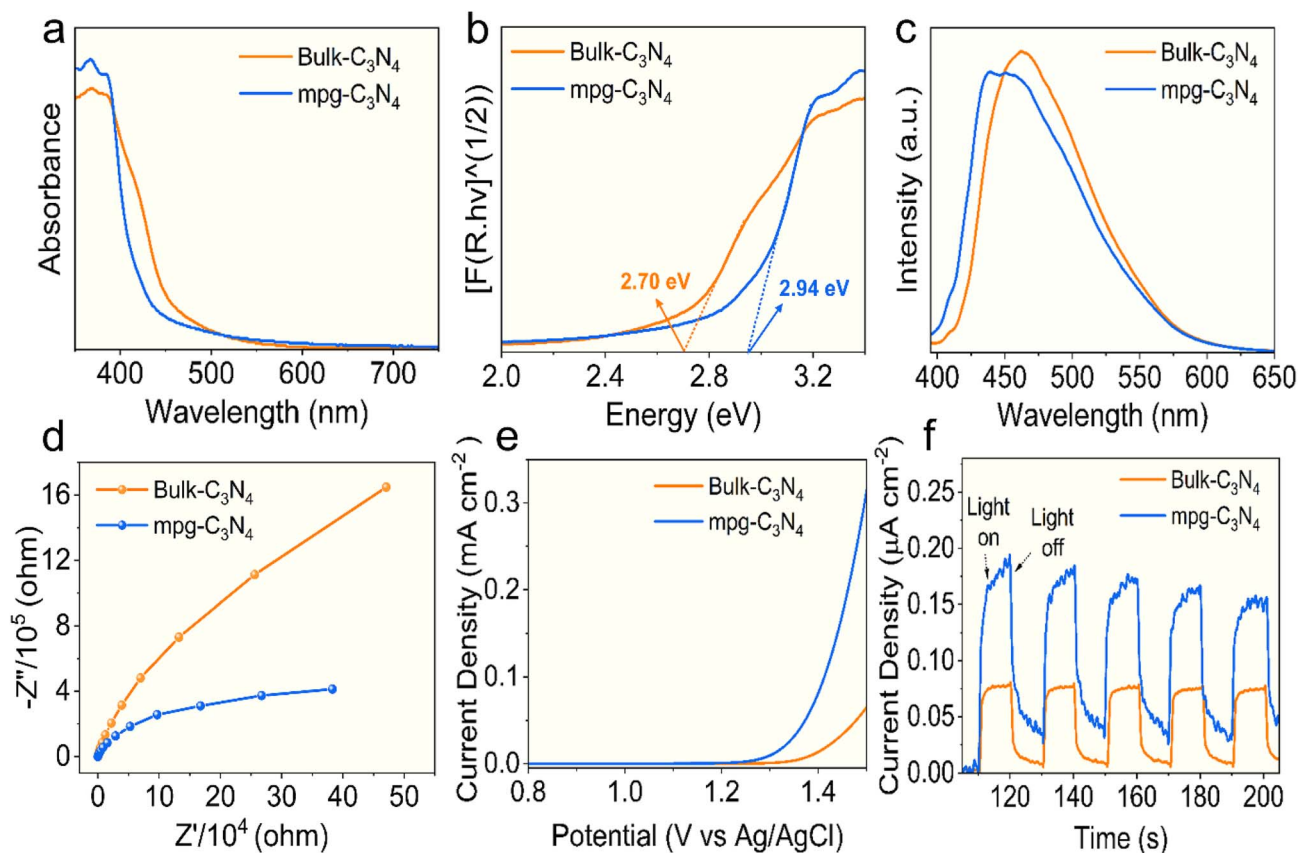 a
Bulk-C₃N₄
mpg-C₃N₄
Absorbance
400 500 600 700
Wavelength (nm)
b
Bulk-C₃N₄
mpg-C₃N₄
[F(R.hv]^(1/2))
2.70 eV
2.94 eV
2.0 2.4 2.8 3.2
Energy (eV)
c
Bulk-C₃N₄
mpg-C₃N₄
Intensity (a.u.)
400 450 500 550 600 650
Wavelength (nm)
d
Bulk-C₃N₄
mpg-C₃N₄
-Z''/10⁵ (ohm)
16
12
8
4
0
0 10 20 30 40 50
Z'/10⁴ (ohm)
e
Bulk-C₃N₄
mpg-C₃N₄
Current Density (mA cm⁻²)
0.3
0.2
0.1
0.0
0.8 1.0 1.2 1.4
Potential (V vs Ag/AgCl)
f
Bulk-C₃N₄
mpg-C₃N₄
Light
on
Light
off
Current Density (µA cm⁻²)
0.25
0.20
0.15
0.10
0.05
0.00
120 140 160 180 200
Time (s)